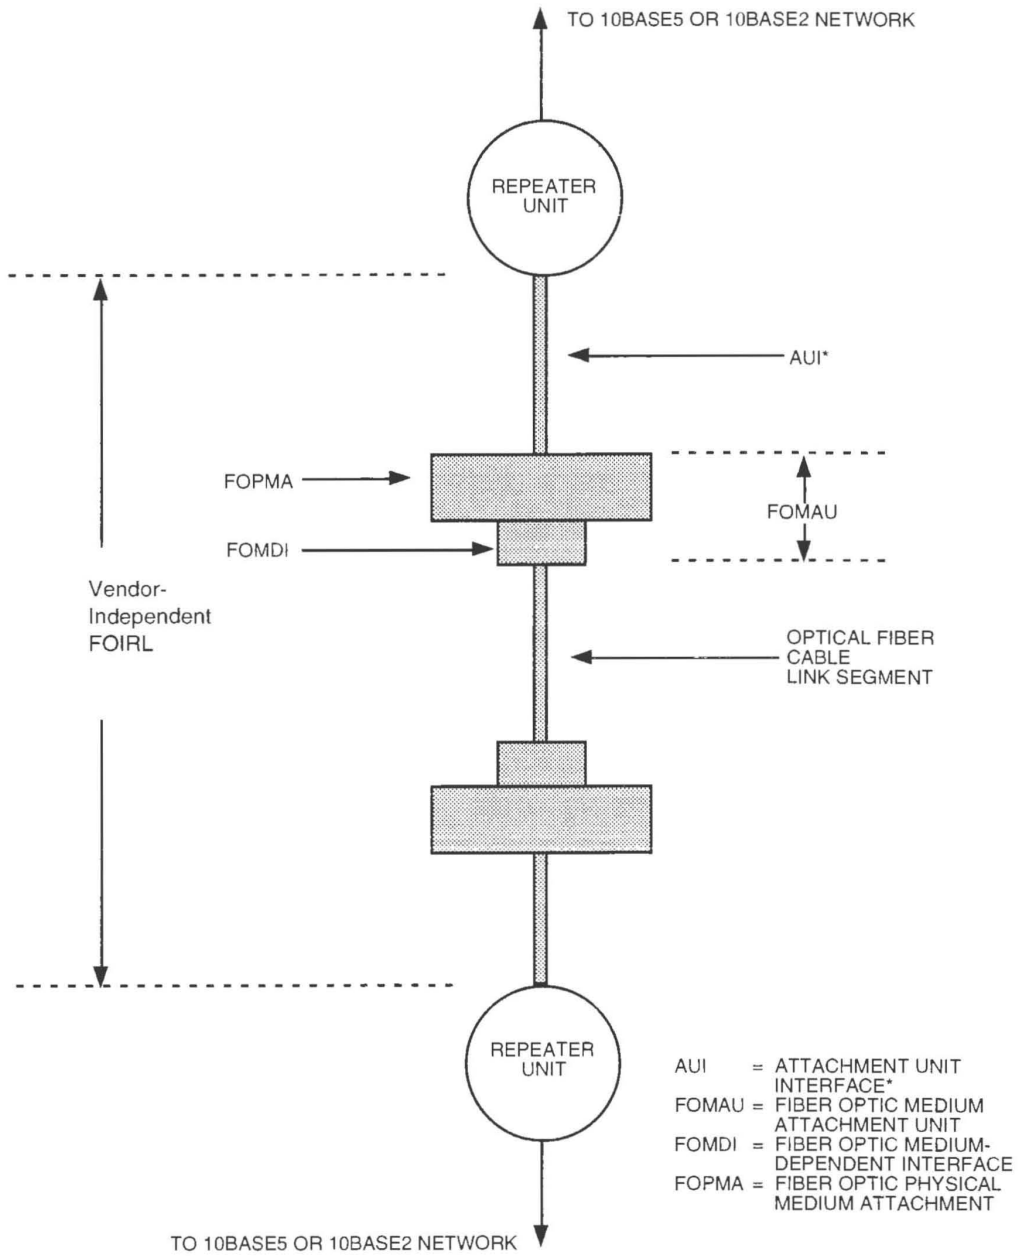 TO 10BASE5 OR 10BASE2 NETWORK
REPEATER
UNIT
AUI*
FOPMA
FOMAU
FOMDI
Vendor-
Independent
FOIRL
OPTICAL FIBER
CABLE
LINK SEGMENT
REPEATER
UNIT
AUI = ATTACHMENT UNIT
INTERFACE*
FOMAU = FIBER OPTIC MEDIUM
ATTACHMENT UNIT
FOMDI = FIBER OPTIC MEDIUM-
DEPENDENT INTERFACE
FOPMA = FIBER OPTIC PHYSICAL
MEDIUM ATTACHMENT
TO 10BASE5 OR 10BASE2 NETWORK